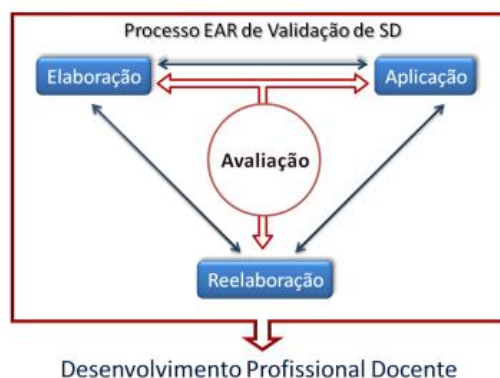 Processo EAR de Validação de SD
Elaboração
Aplicação
Avaliação
Reelaboração
Desenvolvimento Profissional Docente